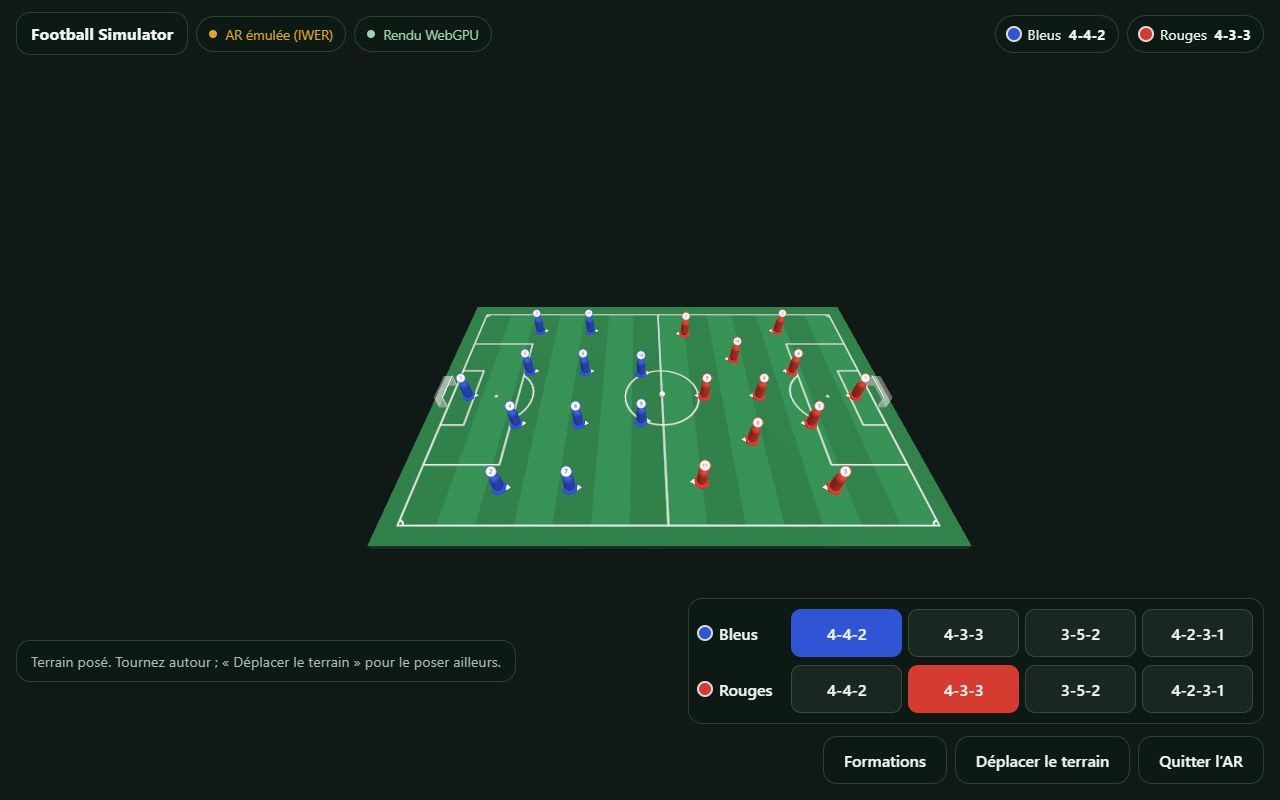 Football Simulator
AR émulée (IWER)
Rendu WebGPU
Bleus 4-4-2
Rouges 4-3-3
Terrain posé. Tournez autour ; « Déplacer le terrain » pour le poser ailleurs.
Bleus 4-4-2 4-3-3 3-5-2 4-2-3-1
Rouges 4-4-2 4-3-3 3-5-2 4-2-3-1
Formations
Déplacer le terrain
Quitter l’AR